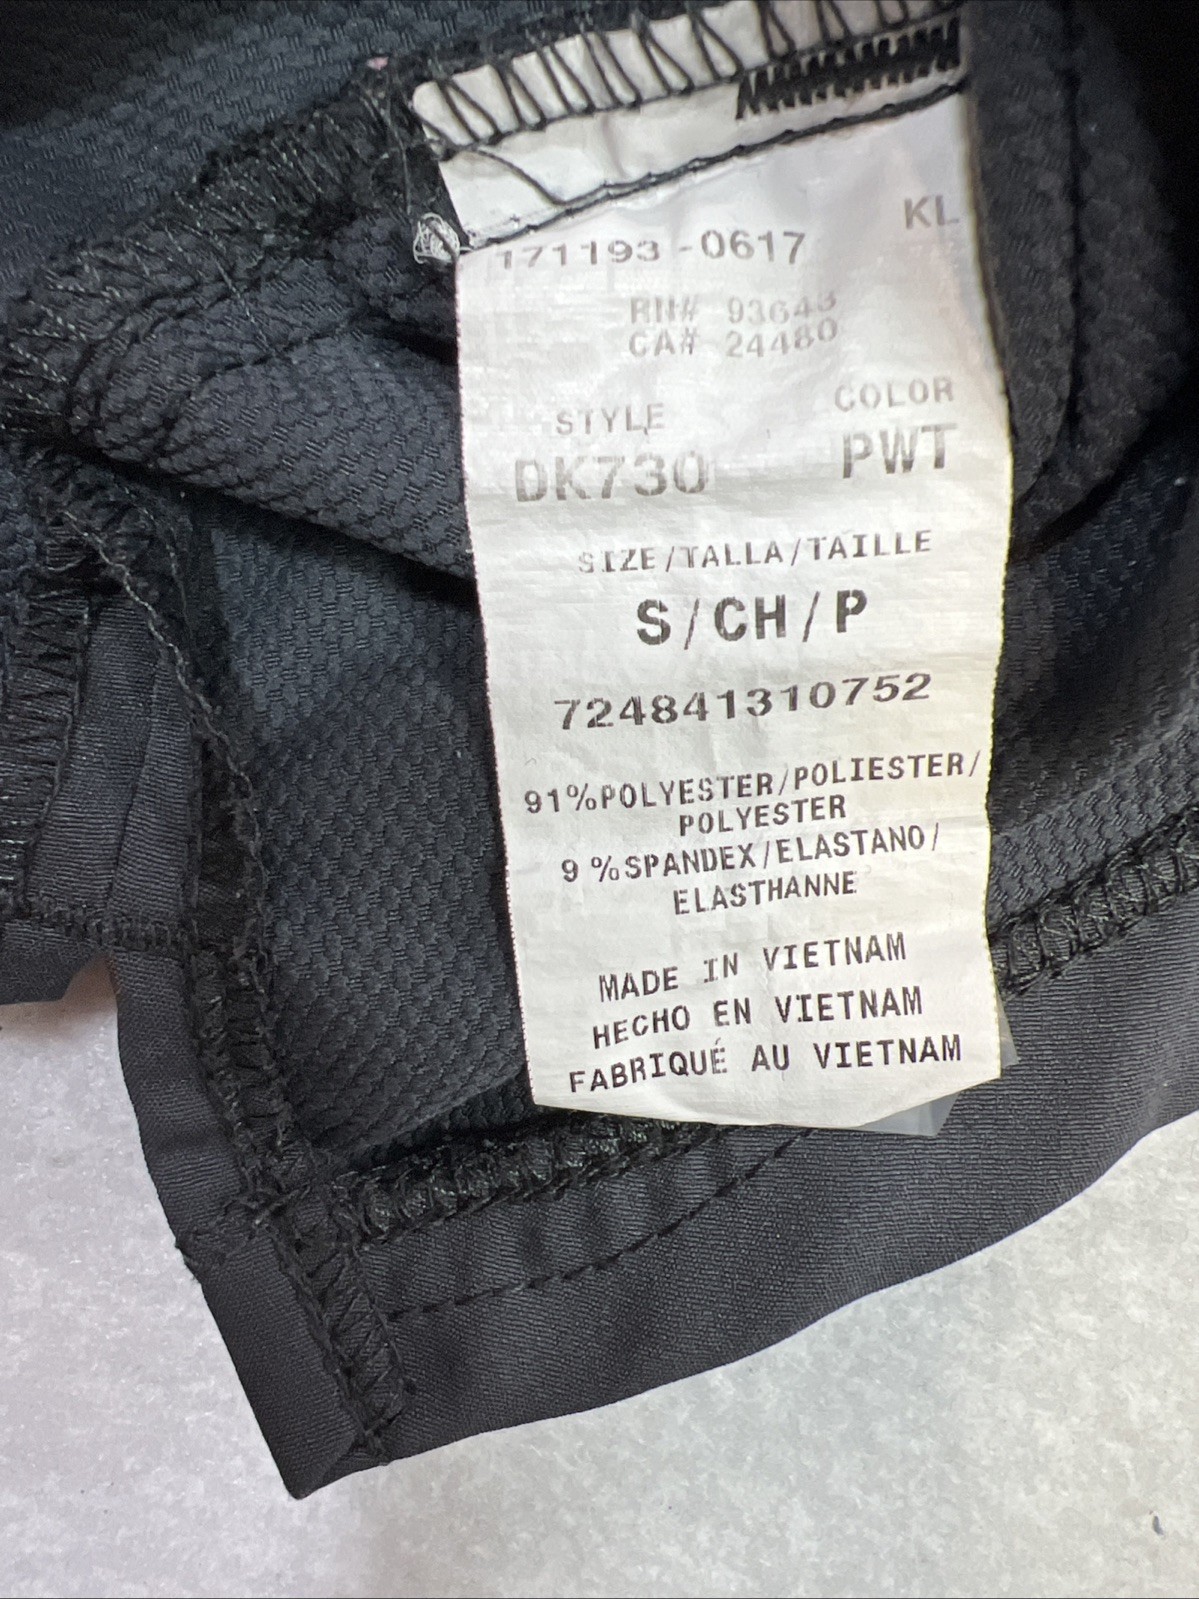 KL
171193-0617
RN# 93643
CA# 24480
STYLE COLOR
DK730 PWT
SIZE/TALLA/TAILLE
S/CH/P
724841310752
91%POLYESTER/POLIESTER/
POLYESTER
9 %SPANDEX/ELASTANO/
ELASTHANNE
MADE IN VIETNAM
HECHO EN VIETNAM
FABRIQUÉ AU VIETNAM